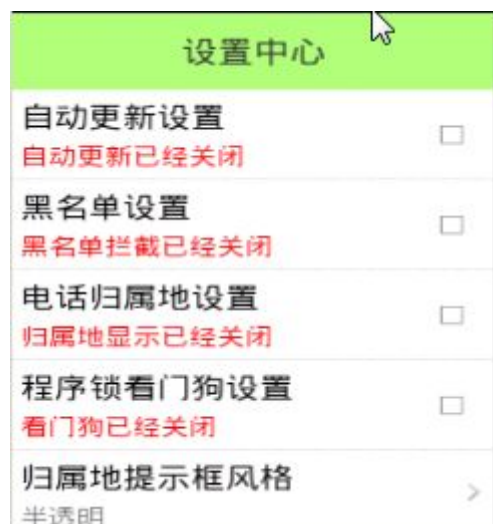 设置中心
自动更新设置
自动更新已经关闭
黑名单设置
黑名单拦截已经关闭
电话归属地设置
归属地显示已经关闭
程序锁看门狗设置
看门狗已经关闭
归属地提示框风格
半透明